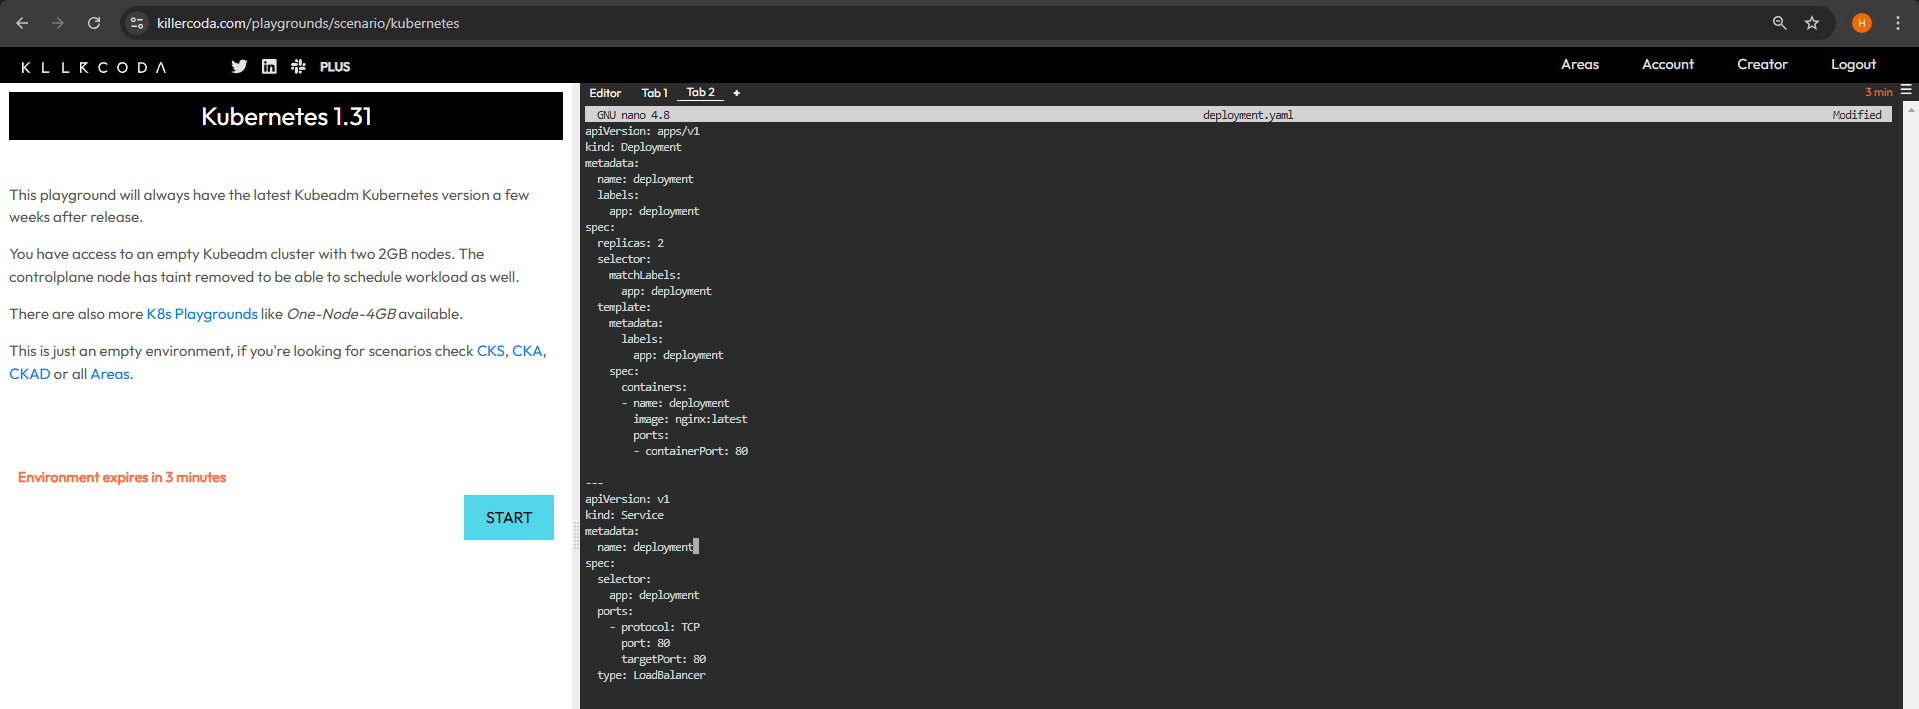 killercoda.com/playgrounds/scenario/kubernetes
H
KLLRCODA
PLUS
Areas
Account
Creator
Logout
Kubernetes 1.31
This playground will always have the latest Kubeadm Kubernetes version a few
weeks after release.
You have access to an empty Kubeadm cluster with two 2GB nodes. The
controlplane node has taint removed to be able to schedule workload as well.
There are also more K8s Playgrounds like One-Node-4GB available.
This is just an empty environment, if you're looking for scenarios check CKS, CKA,
CKAD or all Areas.
Environment expires in 3 minutes
START
Editor
Tab 1
Tab 2
+
3 min
GNU nano 4.8
deployment.yaml
Modified
apiVersion: apps/v1
kind: Deployment
metadata:
  name: deployment
  labels:
    app: deployment
spec:
  replicas: 2
  selector:
    matchLabels:
      app: deployment
  template:
    metadata:
      labels:
        app: deployment
    spec:
      containers:
      - name: deployment
        image: nginx:latest
        ports:
        - containerPort: 80
---
apiVersion: v1
kind: Service
metadata:
  name: deployment
spec:
  selector:
    app: deployment
  ports:
    - protocol: TCP
      port: 80
      targetPort: 80
  type: LoadBalancer